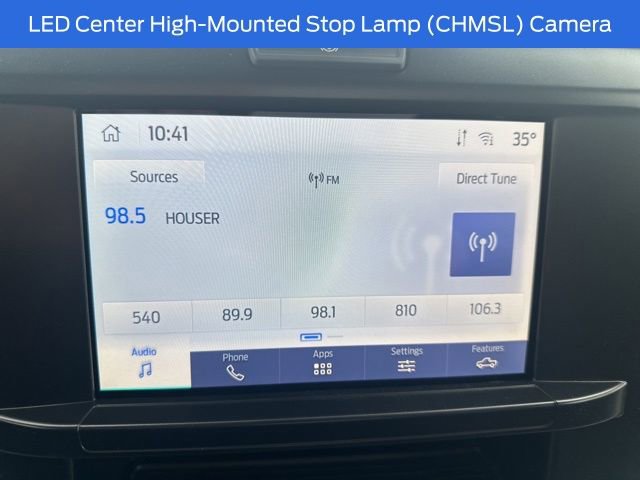 LED Center High-Mounted Stop Lamp (CHMSL) Camera
10:41 35°
Sources FM Direct Tune
98.5 HOUSER
540 89.9 98.1 810 106.3
Audio Phone Apps Settings Features